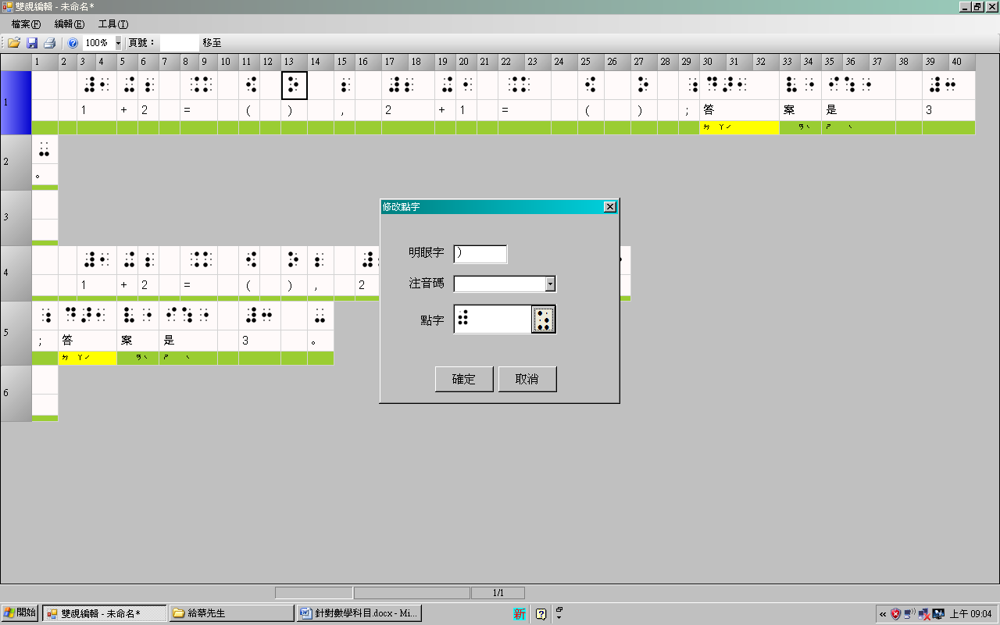 雙視編輯 - 未命名*
檔案(F) 編輯(E) 工具(T)
100% 頁號： 移至
1 2 3 4 5 6 7 8 9 10 11 12 13 14 15 16 17 18 19 20 21 22 23 24 25 26 27 28 29 30 31 32 33 34 35 36 37 38 39 40
1
1 + 2 = ( ) , 2 + 1 = ( ) ; 答 案 是 3
ㄉ ㄚˊ ㄢˋ ㄕ ˋ
2
。
3
4
1 + 2 = ( ) , 2
5
; 答 案 是 3 。
ㄉ ㄚˊ ㄢˋ ㄕ ˋ
6
修改點字
明眼字 )
注音碼
點字
確定 取消
1/1
開始 雙視編輯 - 未命名* 給蔡先生 針對數學科目.docx - Mi... 新 上午 09:04